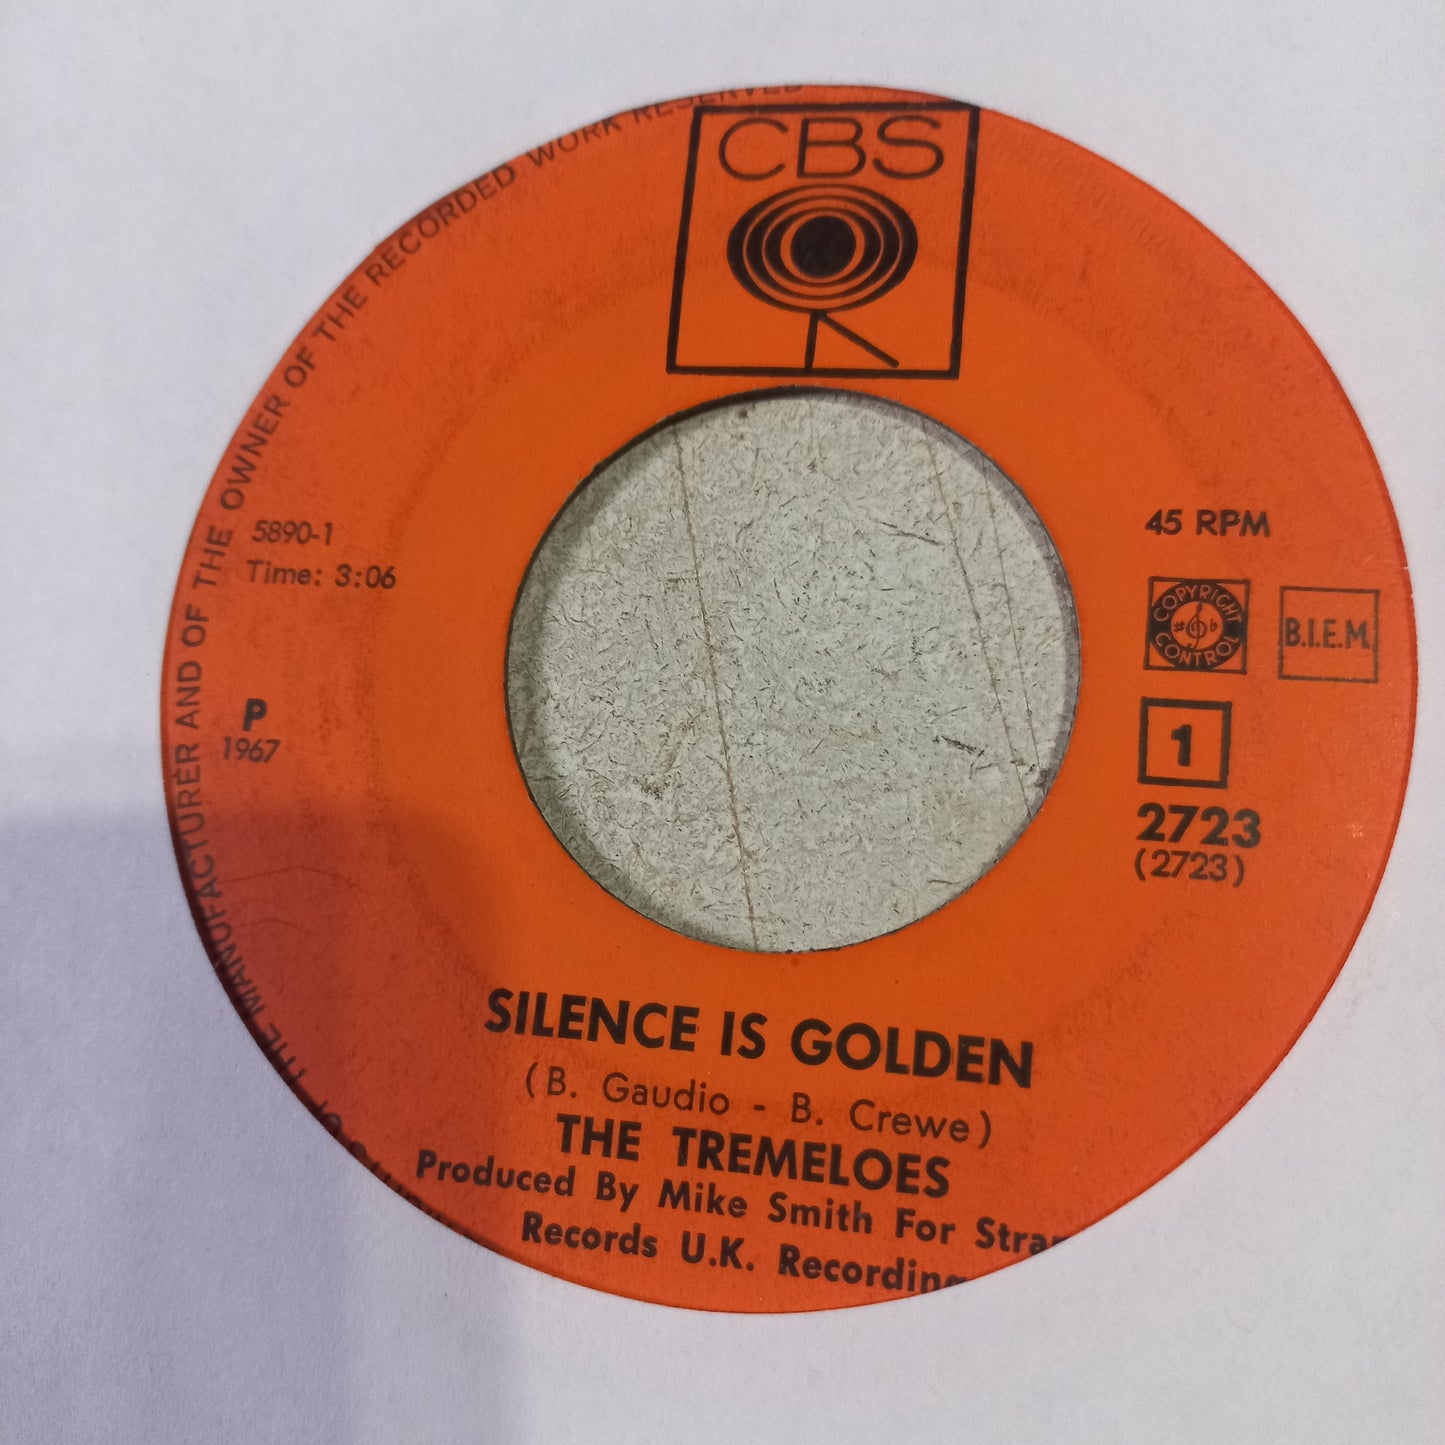 CBS
THE MANUFACTURER AND OF THE OWNER OF THE RECORDED WORK RESERVED
5890-1
Time: 3:06
P
1967
45 RPM
COPYRIGHT
CONTROL
B.I.E.M.
1
2723
(2723)
SILENCE IS GOLDEN
(B. Gaudio - B. Crewe)
THE TREMELOES
Produced By Mike Smith For
Records U.K. Recording